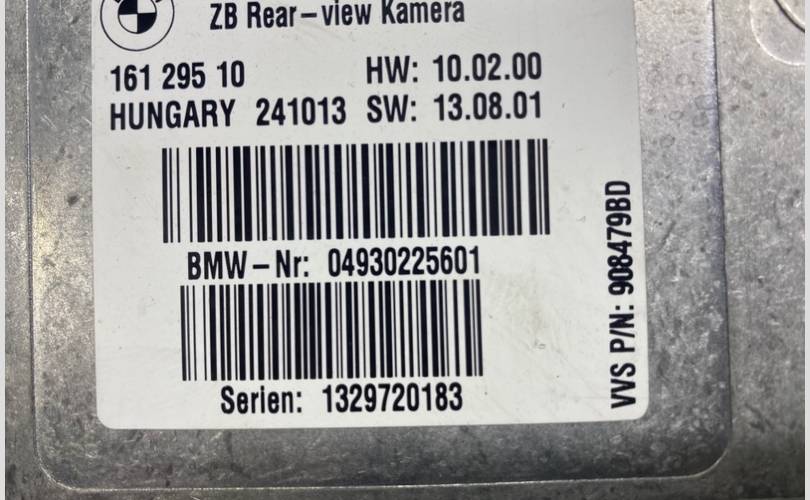 ZB Rear-view Kamera
161 295 10 HW: 10.02.00
HUNGARY 241013 SW: 13.08.01
BMW-Nr: 04930225601
Serien: 1329720183
VVS P/N: 908479BD